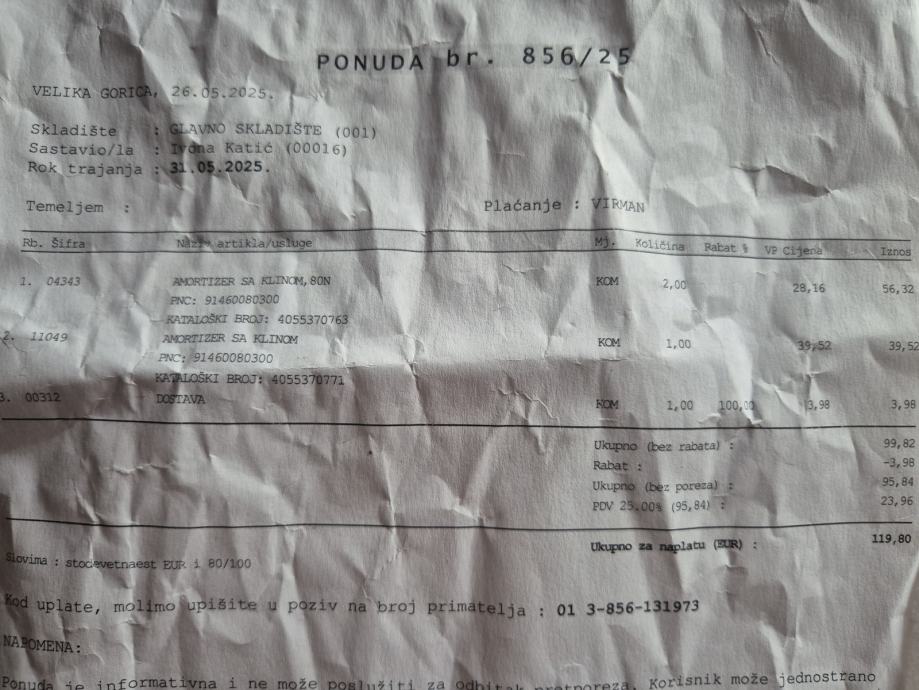 PONUDA br. 856/25
VELIKA GORICA, 26.05.2025.
Skladište : GLAVNO SKLADIŠTE (001)
Sastavio/la : Ivona Katić (00016)
Rok trajanja : 31.05.2025.
Temeljem : Plaćanje : VIRMAN
Rb. Šifra Naziv artikla/usluge Mj. Količina Rabat % VP Cijena Iznos
1. 04343 AMORTIZER SA KLINOM,80N KOM 2,00 28,16 56,32
PNC: 91460080300
KATALOŠKI BROJ: 4055370763
2. 11049 AMORTIZER SA KLINOM KOM 1,00 39,52 39,52
PNC: 91460080300
KATALOŠKI BROJ: 4055370771
3. 00312 DOSTAVA KOM 1,00 100,00 3,98 3,98
Ukupno (bez rabata) : 99,82
Rabat : -3,98
Ukupno (bez poreza) : 95,84
PDV 25.00% (95,84) : 23,96
Ukupno za naplatu (EUR) : 119,80
Slovima : stodevetnaest EUR i 80/100
Kod uplate, molimo upišite u poziv na broj primatelja : 01 3-856-131973
NAPOMENA:
Ponuda je informativna i ne može poslužiti za odbitak pretporeza. Korisnik može jednostrano